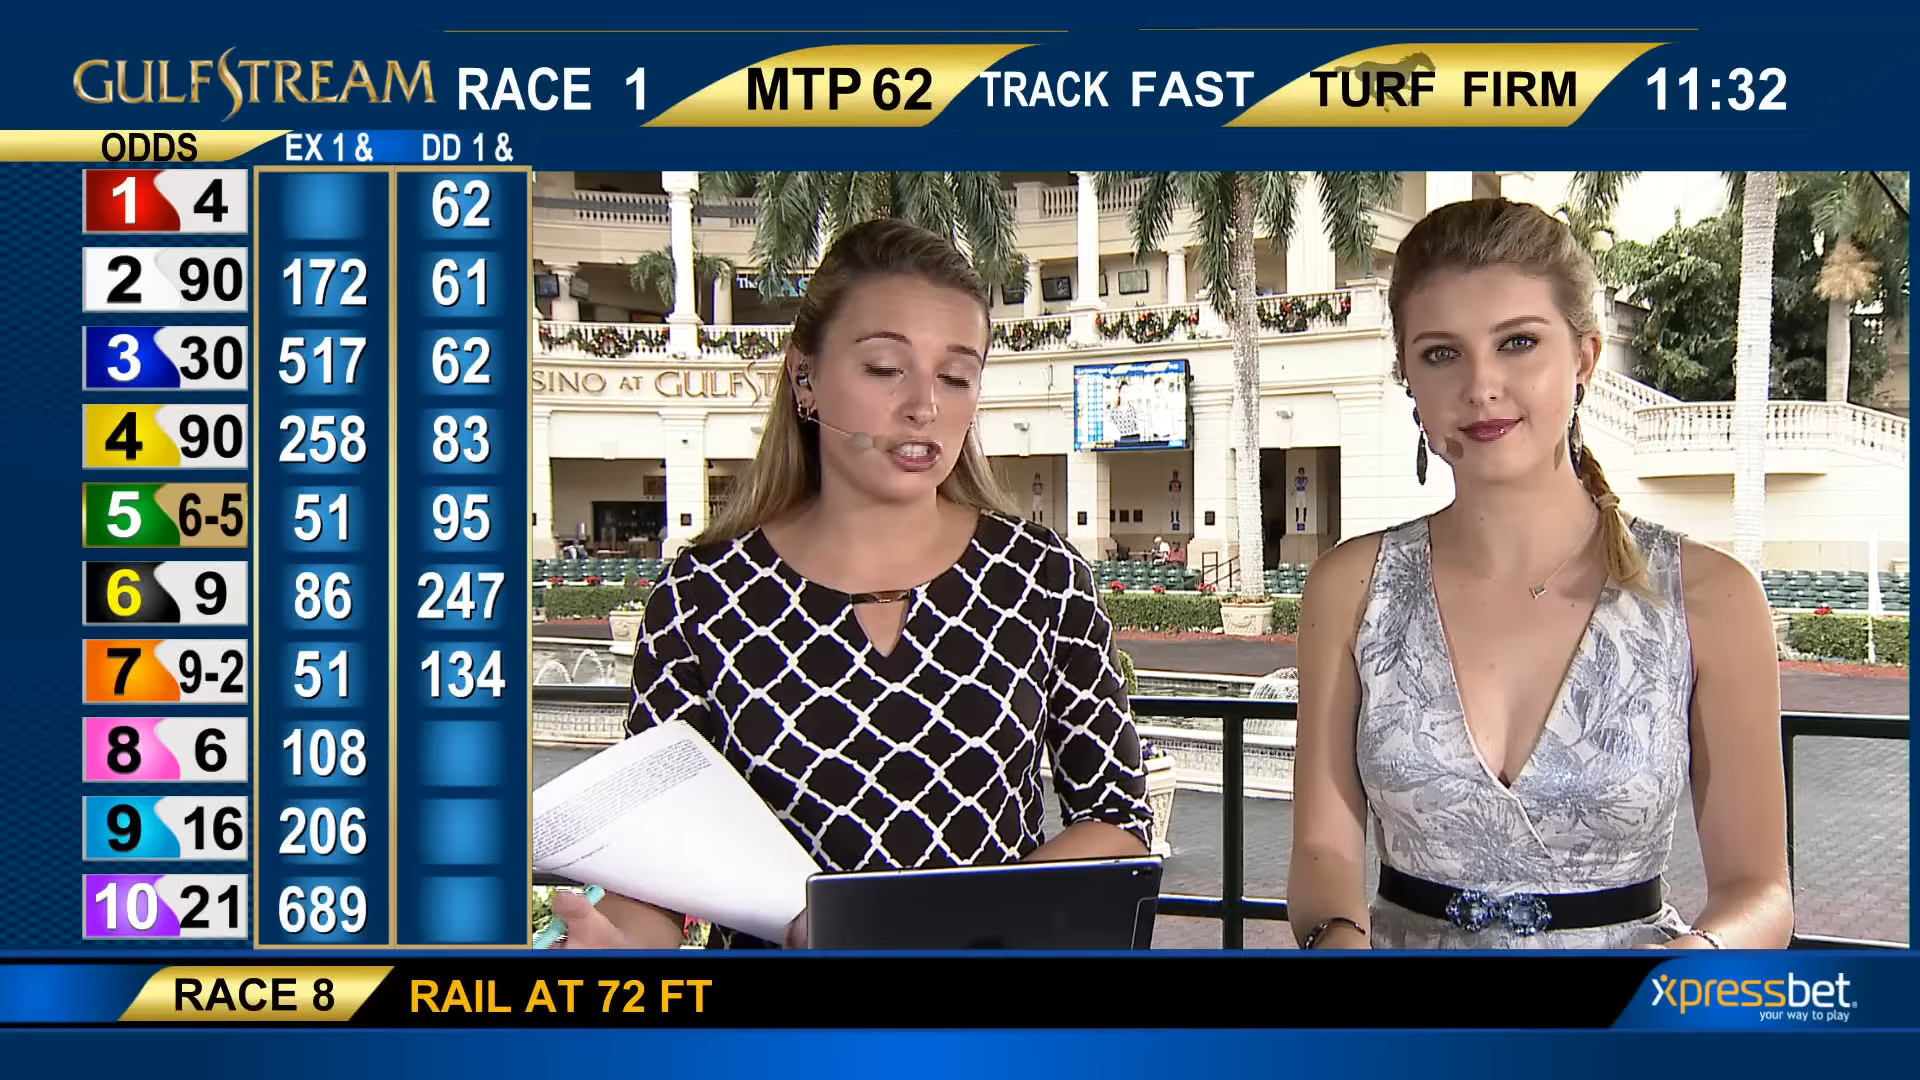 GULFSTREAM RACE 1 MTP 62 TRACK FAST TURF FIRM 11:32
ODDS EX 1 & DD 1 &
1 4 62
2 90 172 61
3 30 517 62
4 90 258 83
5 6-5 51 95
6 9 86 247
7 9-2 51 134
8 6 108
9 16 206
10 21 689
SINO AT GULFST
RACE 8 RAIL AT 72 FT
xpressbet
your way to play